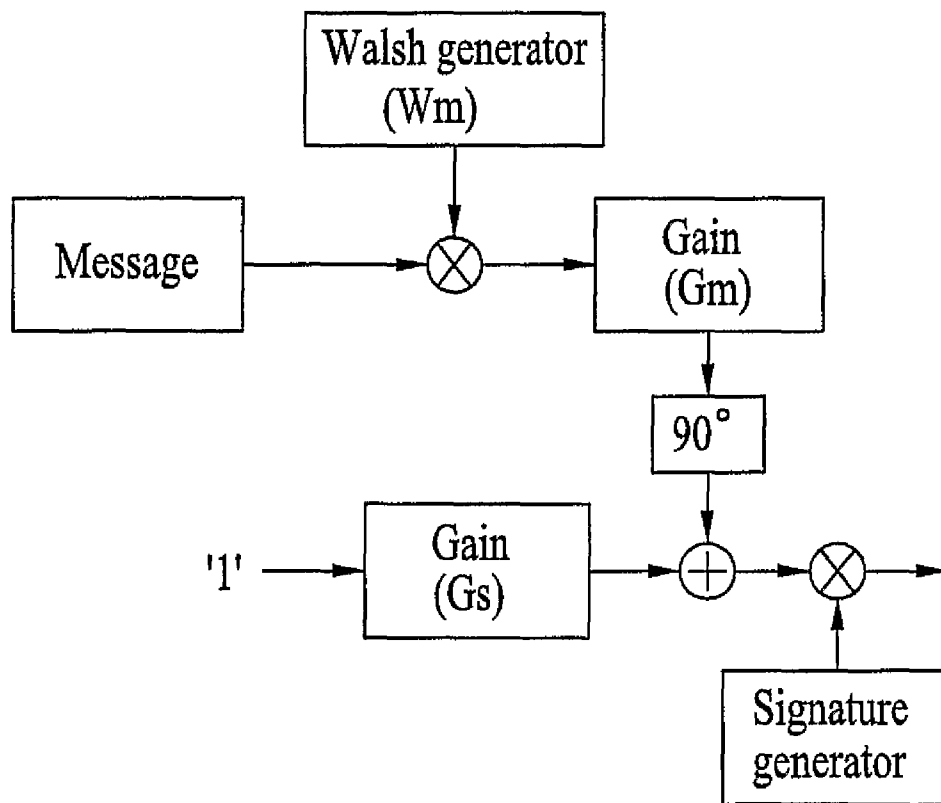 Walsh generator
(Wm)
Message
Gain
(Gm)
90°
'1'
Gain
(Gs)
Signature
generator